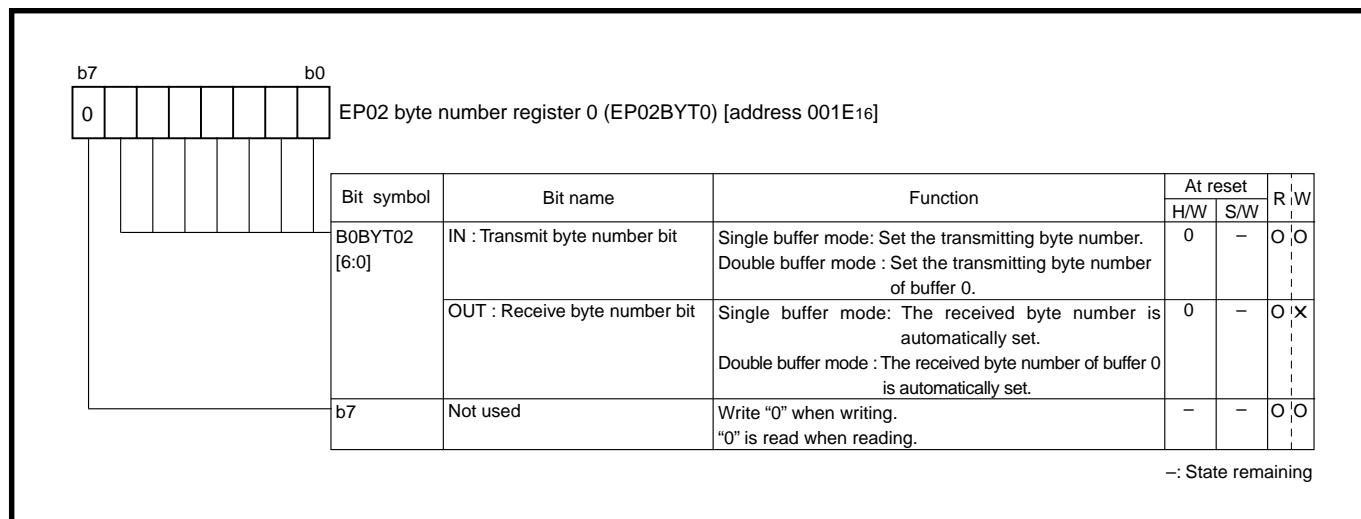 b7 b0
0 EP02 byte number register 0 (EP02BYT0) [address 001E16]
Bit symbol Bit name Function At reset R W
H/W S/W
B0BYT02 IN : Transmit byte number bit Single buffer mode: Set the transmitting byte number. 0 – O O
[6:0] Double buffer mode : Set the transmitting byte number
of buffer 0.
OUT : Receive byte number bit Single buffer mode: The received byte number is 0 – O ×
automatically set.
Double buffer mode : The received byte number of buffer 0
is automatically set.
b7 Not used Write “0” when writing. – – O O
“0” is read when reading.
–: State remaining